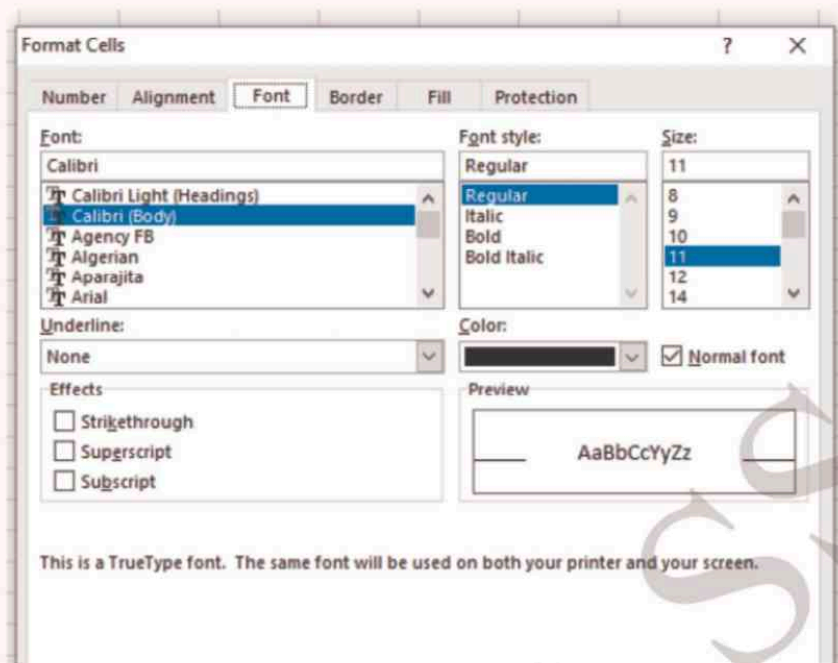 Format Cells ? ×
Number Alignment Font Border Fill Protection
Font: Font style: Size:
Calibri Regular 11
Calibri Light (Headings) Regular 8
Calibri (Body) Italic 9
Agency FB Bold 10
Algerian Bold Italic 11
Aparajita 12
Arial 14
Underline: Color:
None Normal font
Effects Preview
Strikethrough
Superscript AaBbCcYyZz
Subscript
This is a TrueType font. The same font will be used on both your printer and your screen.